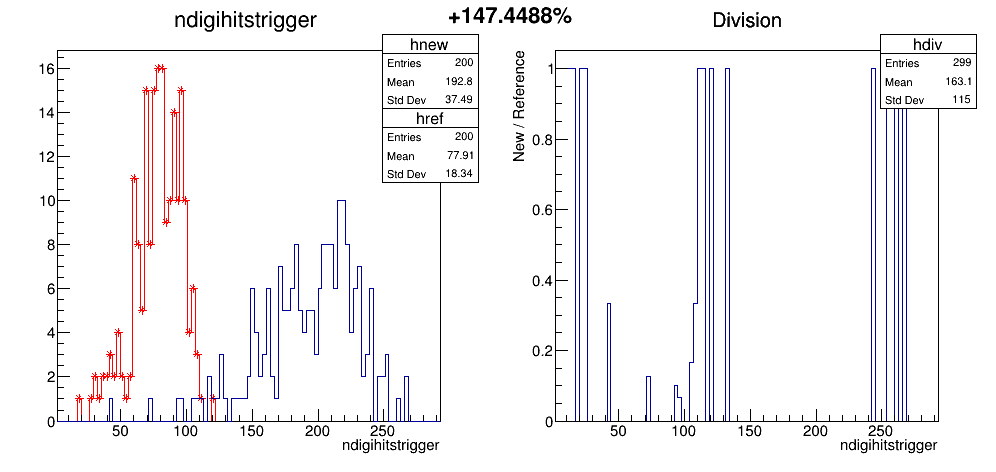 +147.4488%
ndigihitstrigger
hnew
Entries 200
Mean 192.8
Std Dev 37.49
href
Entries 200
Mean 77.91
Std Dev 18.34
16
14
12
10
8
6
4
2
0
50 100 150 200 250
ndigihitstrigger
Division
hdiv
Entries 299
Mean 163.1
Std Dev 115
New / Reference
1
0.8
0.6
0.4
0.2
0
50 100 150 200 250
ndigihitstrigger